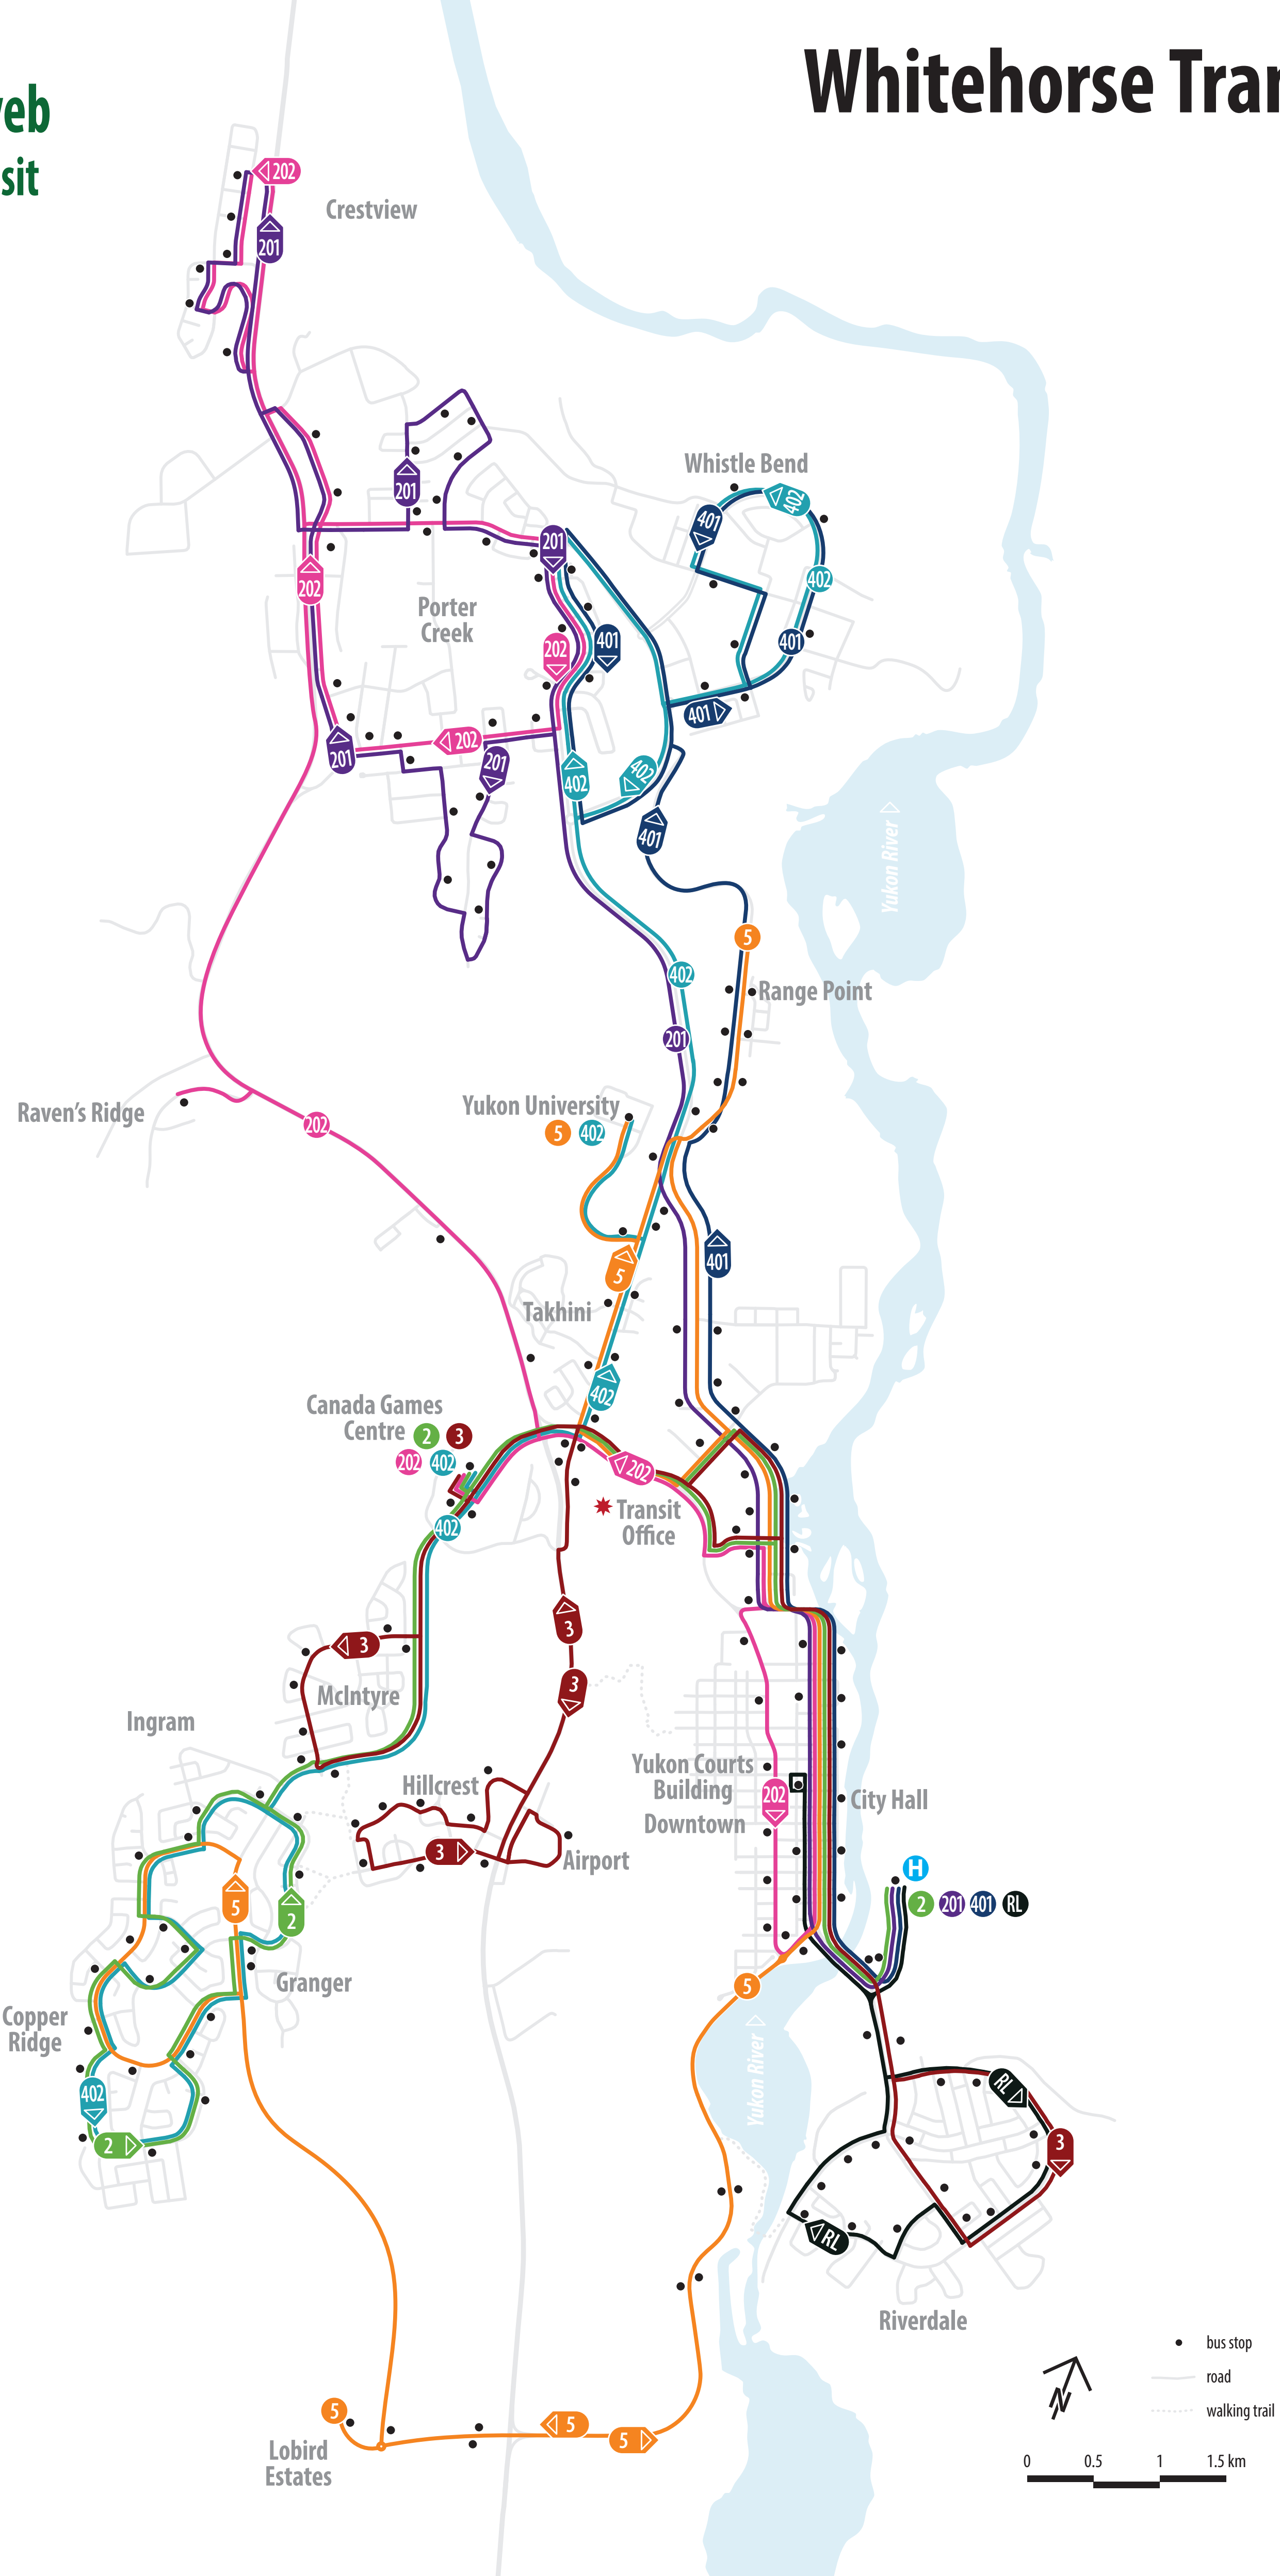 Whitehorse Tran
eb
sit
202
Crestview
201
Whistle Bend
402
201
401
201
402
202
Porter
Creek
401
401
202
401
202
201
201
402
402
401
Yukon River
5
402
Range Point
201
Yukon University
5 402
Raven's Ridge
202
401
5
Takhini
402
Canada Games
Centre 2 3
202 402
202
Transit
Office
402
3
3
3
McIntyre
Ingram
Yukon Courts
Building
Hillcrest
202
City Hall
Downtown
3
Airport
H
5
2
2 201 401 RL
Granger
5
Copper
Ridge
Yukon River
402
RL
2
3
RL
Riverdale
bus stop
road
N
walking trail
5
5
5
Lobird
Estates
0 0.5 1 1.5 km